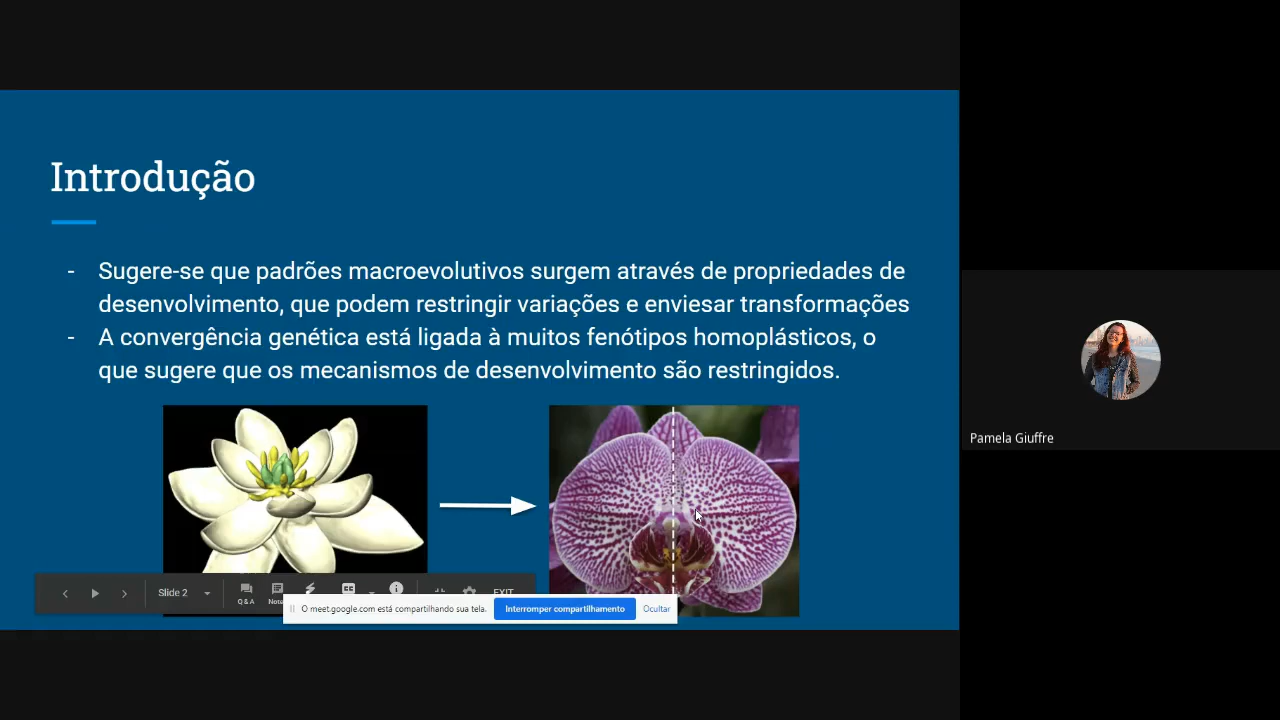 Introdução
- Sugere-se que padrões macroevolutivos surgem através de propriedades de
desenvolvimento, que podem restringir variações e enviesar transformações
- A convergência genética está ligada à muitos fenótipos homoplásticos, o
que sugere que os mecanismos de desenvolvimento são restringidos.
Pamela Giuffre
Slide 2
Q & A
EXIT
O meet.google.com está compartilhando sua tela.
Interromper compartilhamento
Ocultar